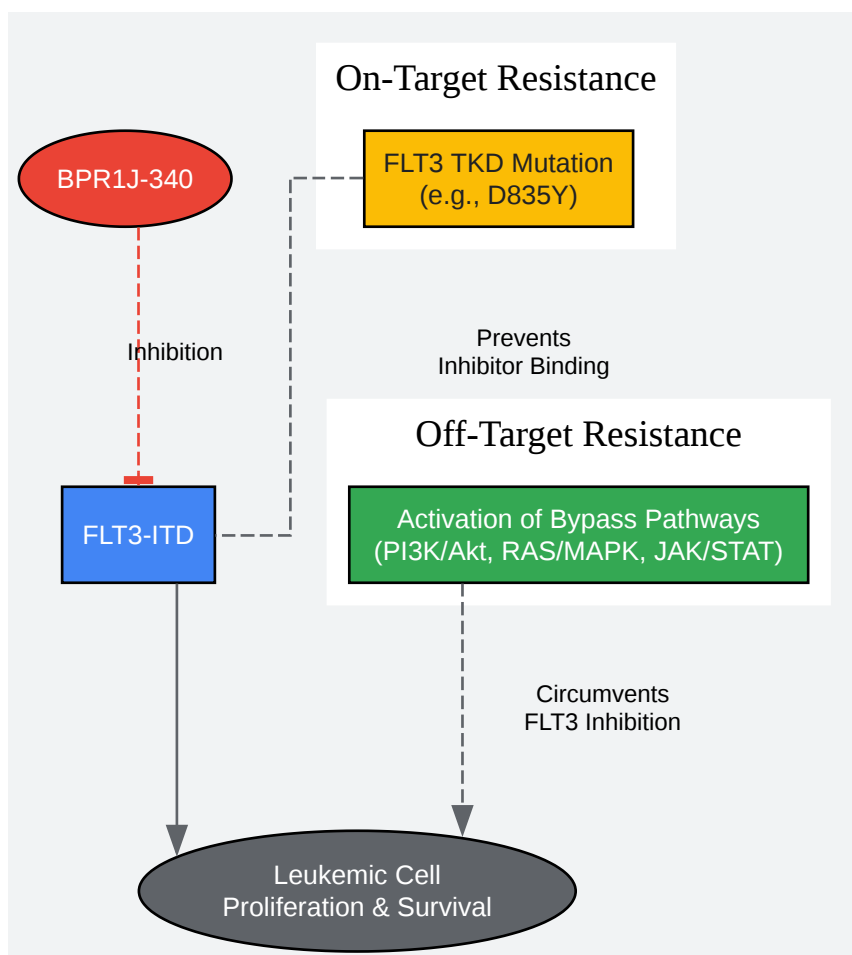 On-Target Resistance
BPR1J-340
FLT3 TKD Mutation
(e.g., D835Y)
Inhibition
Prevents
Inhibitor Binding
Off-Target Resistance
FLT3-ITD
Activation of Bypass Pathways
(PI3K/Akt, RAS/MAPK, JAK/STAT)
Circumvents
FLT3 Inhibition
Leukemic Cell
Proliferation & Survival